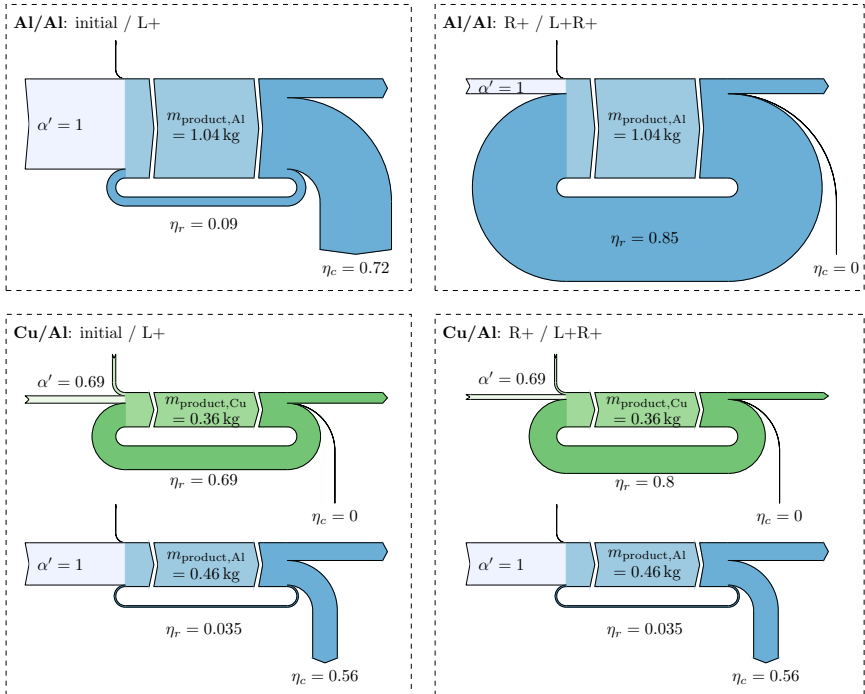 Al/Al: initial / L+
α′ = 1
m_product,Al
= 1.04 kg
η_r = 0.09
η_c = 0.72
Al/Al: R+ / L+R+
α′ = 1
m_product,Al
= 1.04 kg
η_r = 0.85
η_c = 0
Cu/Al: initial / L+
α′ = 0.69
m_product,Cu
= 0.36 kg
η_r = 0.69
η_c = 0
α′ = 1
m_product,Al
= 0.46 kg
η_r = 0.035
η_c = 0.56
Cu/Al: R+ / L+R+
α′ = 0.69
m_product,Cu
= 0.36 kg
η_r = 0.8
η_c = 0
α′ = 1
m_product,Al
= 0.46 kg
η_r = 0.035
η_c = 0.56